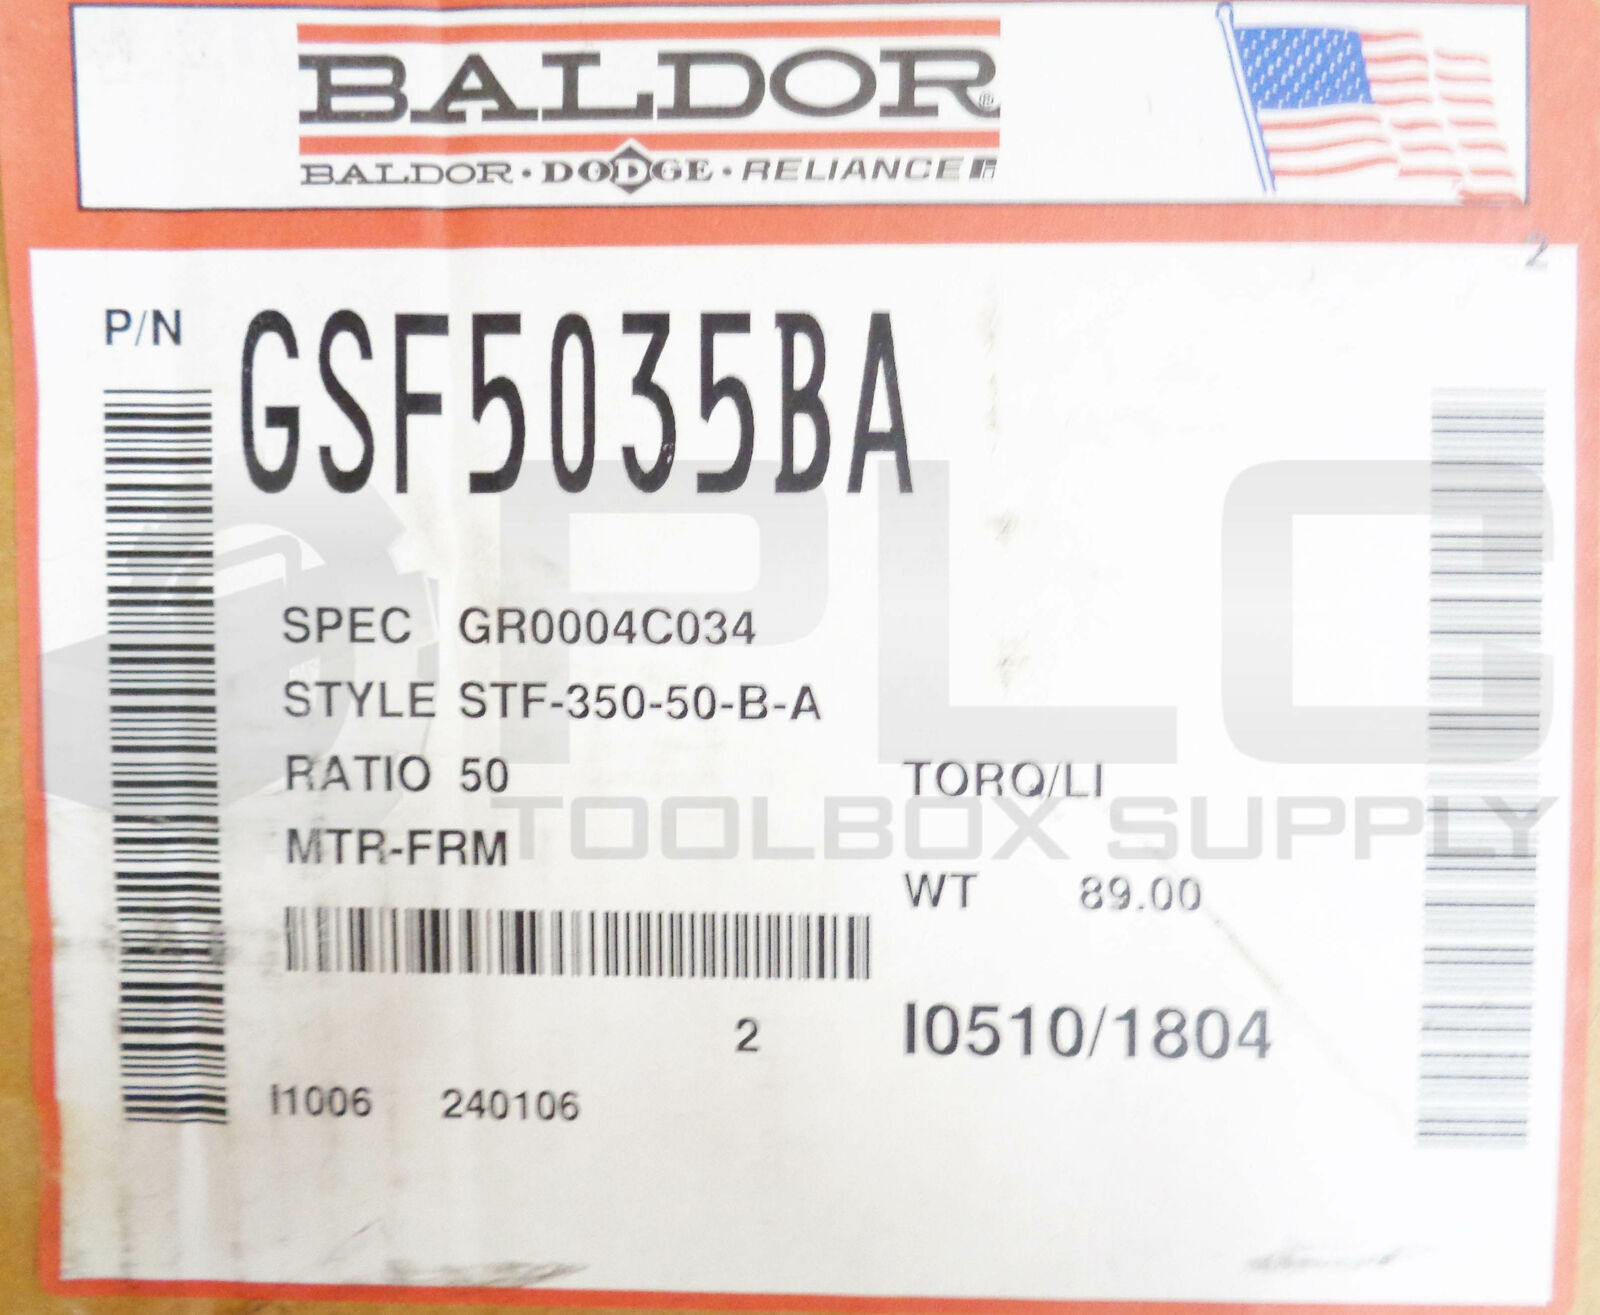 BALDOR®
BALDOR • DODGE • RELIANCE
2
P/N GSF5035BA
SPEC GR0004C034
STYLE STF-350-50-B-A
RATIO 50 TORQ/LI
MTR-FRM
WT 89.00
2 I0510/1804
I1006 240106
PLC
TOOLBOX SUPPLY